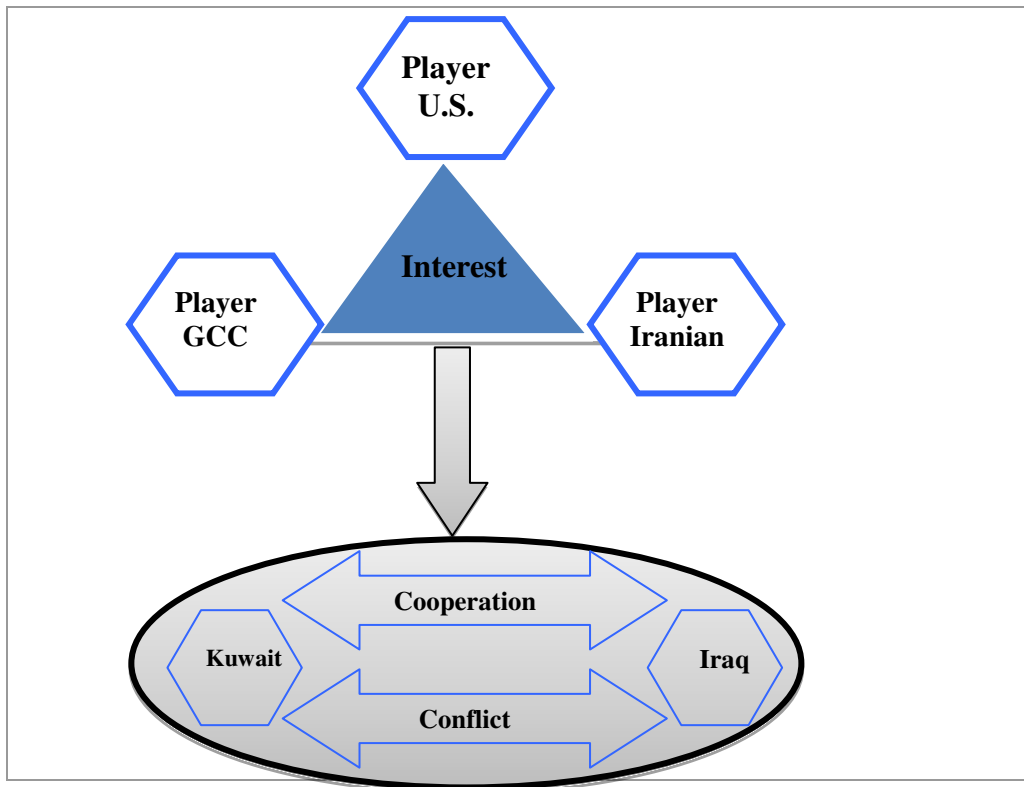 Player
U.S.
Interest
Player
GCC
Player
Iranian
Cooperation
Kuwait
Iraq
Conflict